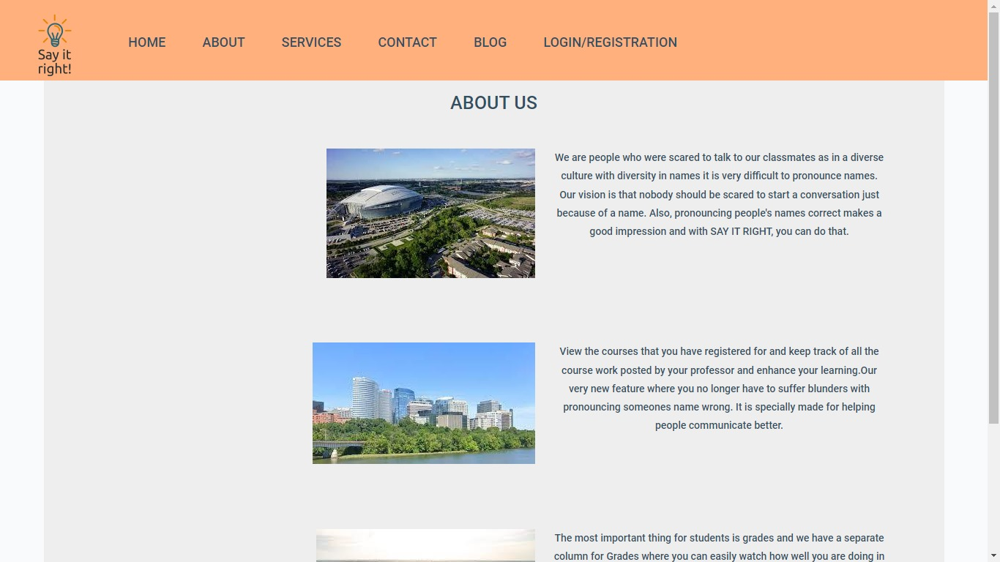 Say it
right!
HOME
ABOUT
SERVICES
CONTACT
BLOG
LOGIN/REGISTRATION
ABOUT US
We are people who were scared to talk to our classmates as in a diverse
culture with diversity in names it is very difficult to pronounce names.
Our vision is that nobody should be scared to start a conversation just
because of a name. Also, pronouncing people's names correct makes a
good impression and with SAY IT RIGHT, you can do that.
View the courses that you have registered for and keep track of all the
course work posted by your professor and enhance your learning.Our
very new feature where you no longer have to suffer blunders with
pronouncing someones name wrong. It is specially made for helping
people communicate better.
The most important thing for students is grades and we have a separate
column for Grades where you can easily watch how well you are doing in